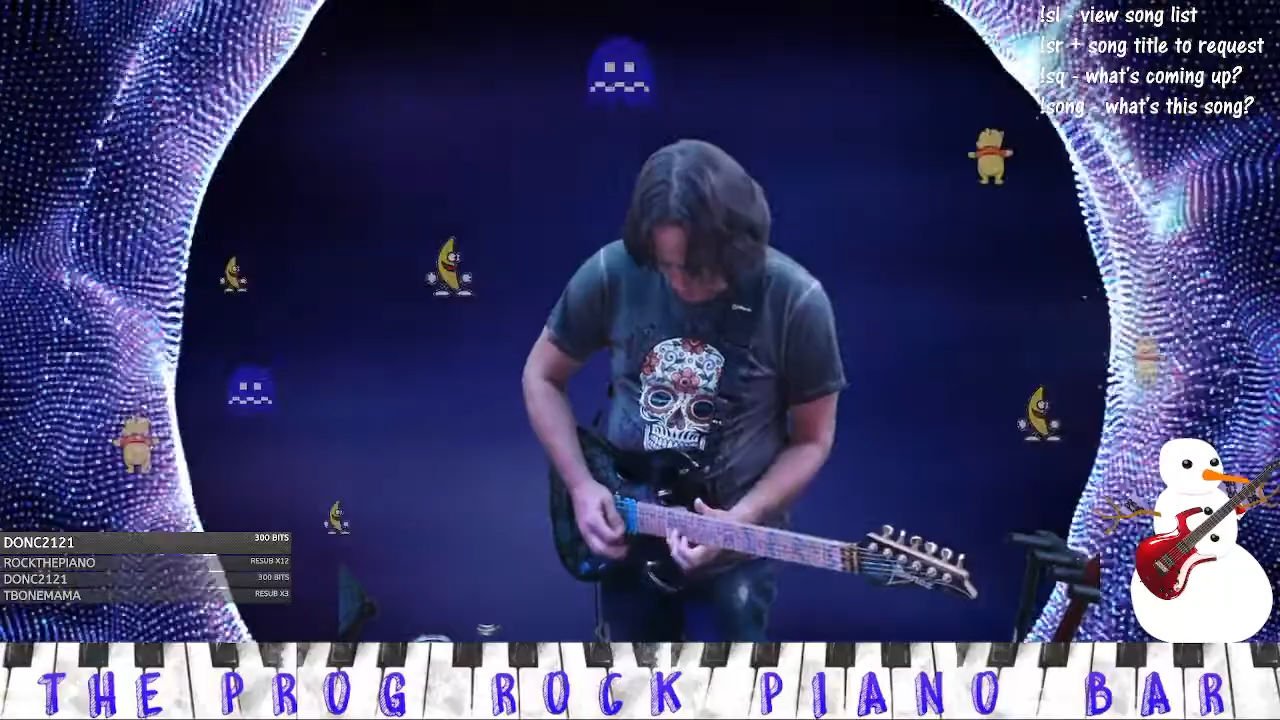 !sl - view song list
!sr + song title to request
!sq - what's coming up?
!song - what's this song?
DONC2121 300 BITS
ROCKTHEPIANO RESUB X12
DONC2121 300 BITS
TBONEMAMA RESUB X3
THE PROG ROCK PIANO BAR